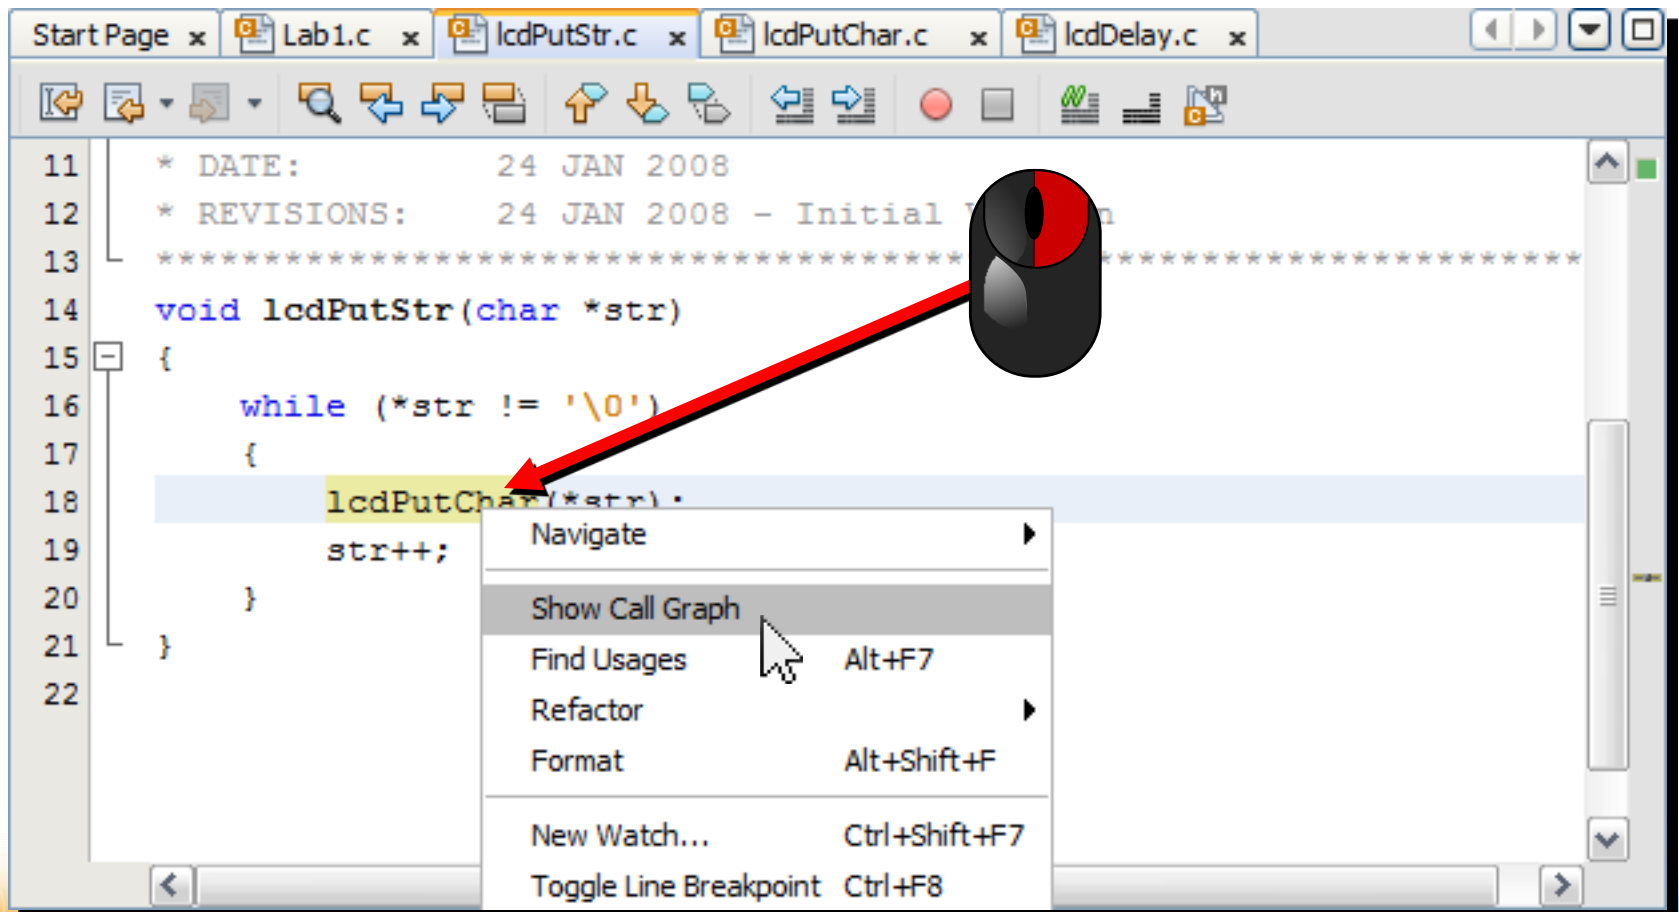 Start Page x Lab1.c x lcdPutStr.c x lcdPutChar.c x lcdDelay.c x
11 * DATE: 24 JAN 2008
12 * REVISIONS: 24 JAN 2008 - Initial
13 **************************************************************
14 void lcdPutStr(char *str)
15 {
16 while (*str != '\0')
17 {
18 lcdPutChar(*str);
19 str++;
20 }
21 }
22
Navigate
Show Call Graph
Find Usages Alt+F7
Refactor
Format Alt+Shift+F
New Watch... Ctrl+Shift+F7
Toggle Line Breakpoint Ctrl+F8